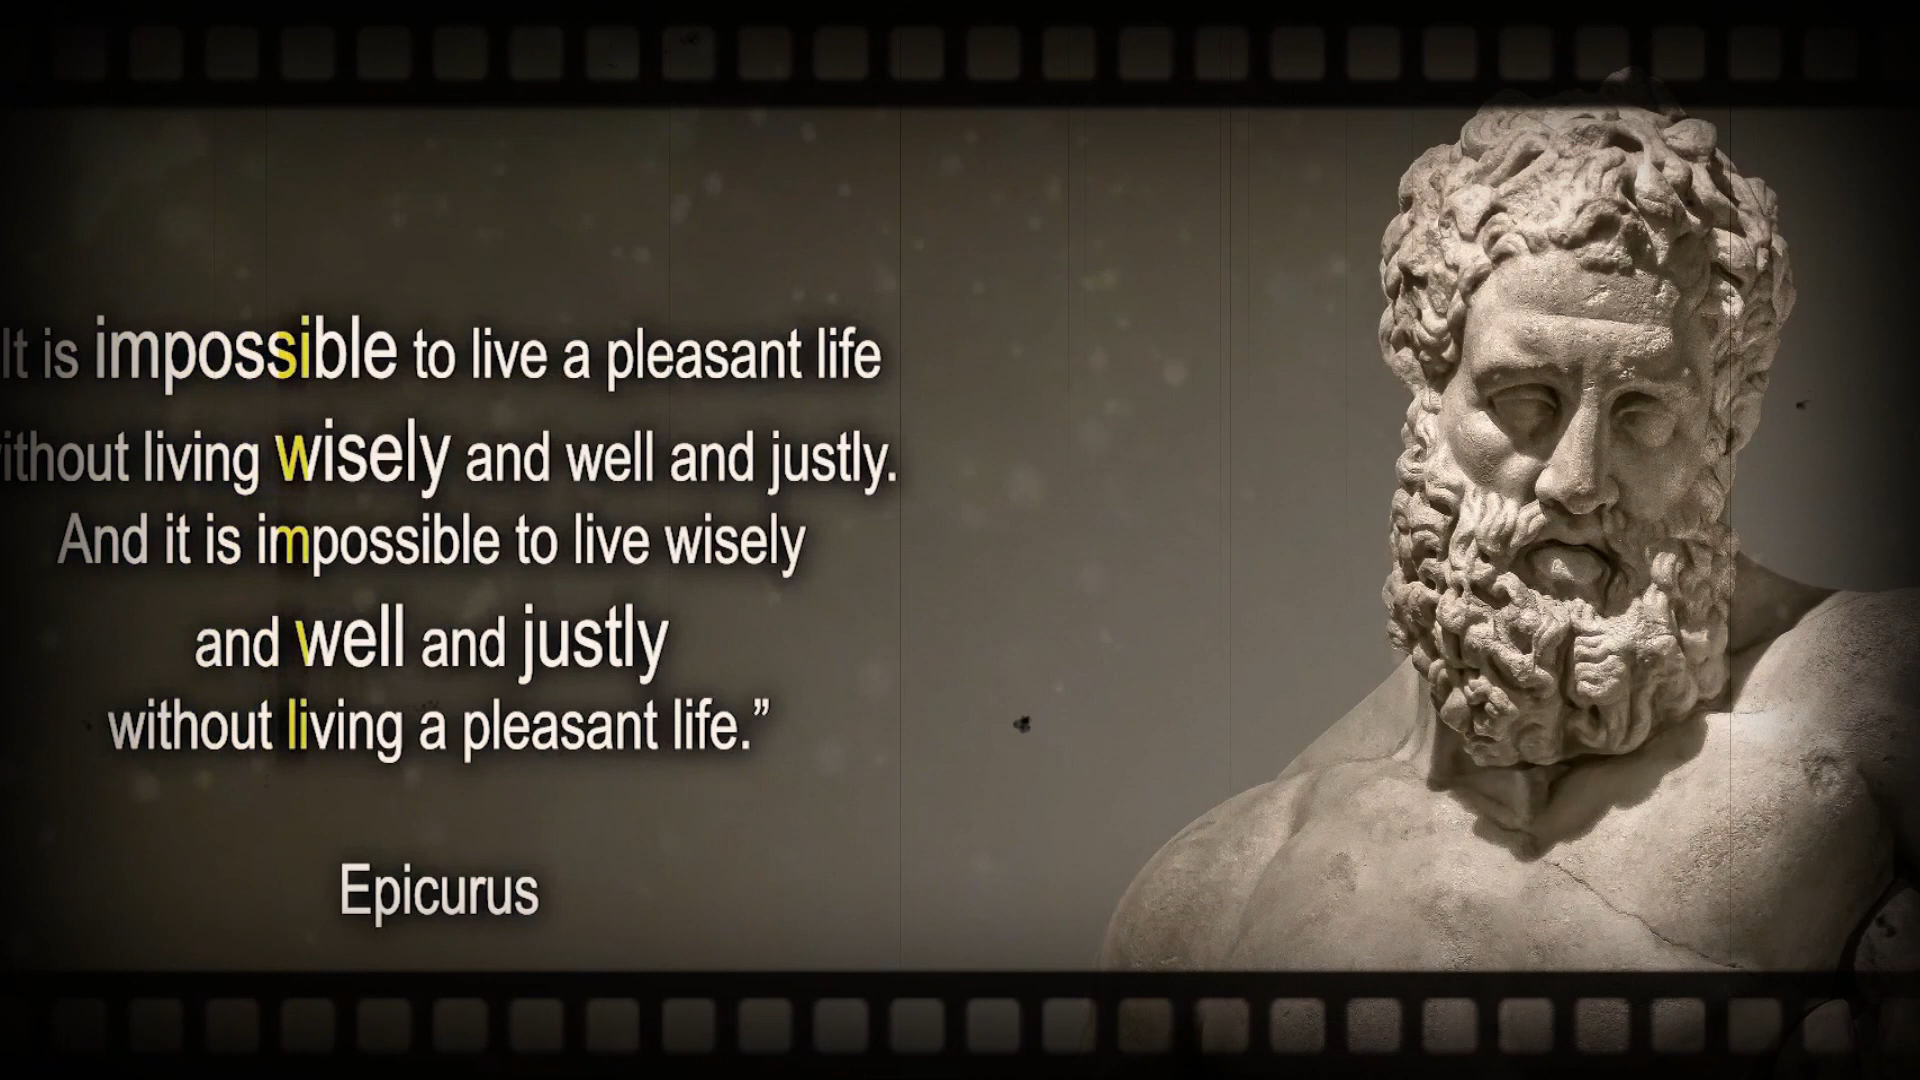 It is impossible to live a pleasant life
ithout living wisely and well and justly.
And it is impossible to live wisely
and well and justly
without living a pleasant life.”
Epicurus